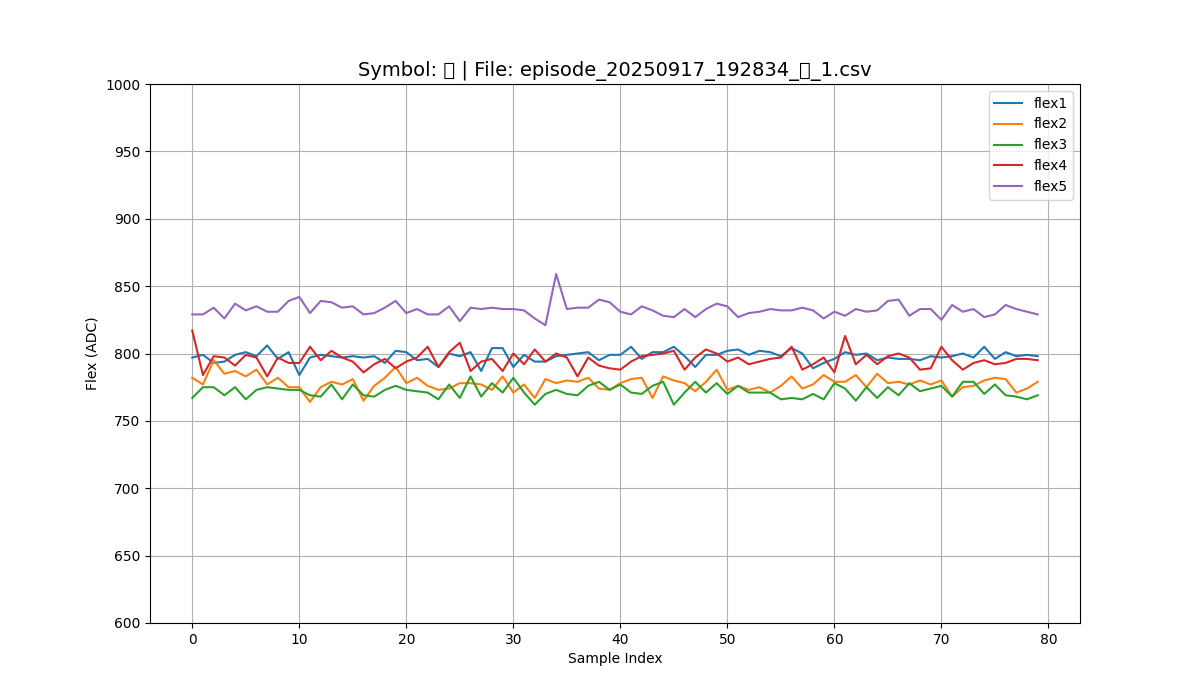 Symbol: | File: episode_20250917_192834_ _1.csv
1000
950
900
850
800
750
700
650
600
Flex (ADC)
flex1
flex2
flex3
flex4
flex5
0 10 20 30 40 50 60 70 80
Sample Index